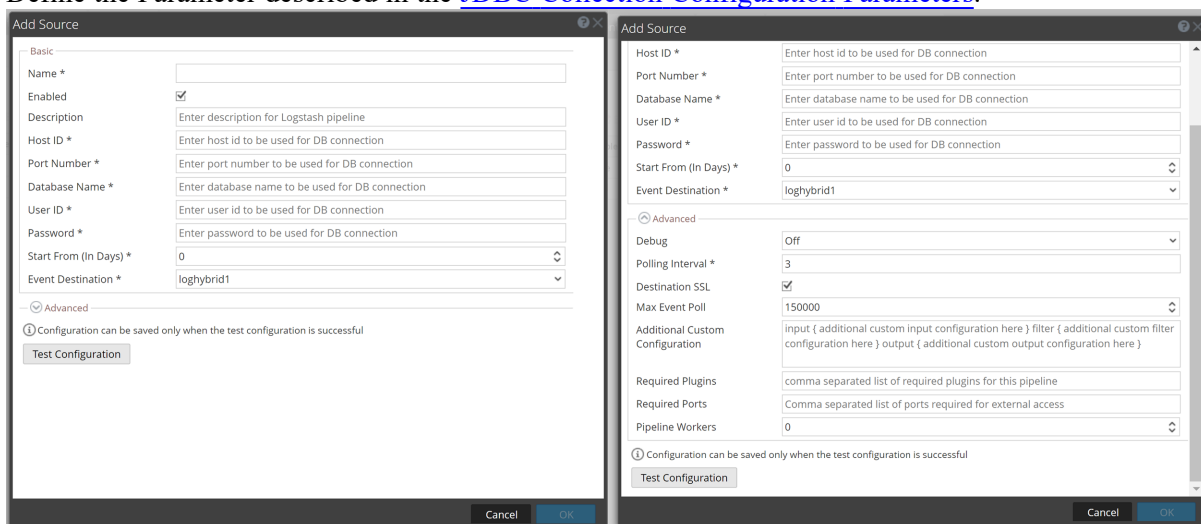 Define the Parameter described in the JDBC Collection Configuration Parameters.
Add Source
Basic
Name *
Enabled
Description Enter description for Logstash pipeline
Host ID * Enter host id to be used for DB connection
Port Number * Enter port number to be used for DB connection
Database Name * Enter database name to be used for DB connection
User ID * Enter user id to be used for DB connection
Password * Enter password to be used for DB connection
Start From (In Days) * 0
Event Destination * loghybrid1
Advanced
Configuration can be saved only when the test configuration is successful
Test Configuration
Cancel OK
Add Source
Host ID * Enter host id to be used for DB connection
Port Number * Enter port number to be used for DB connection
Database Name * Enter database name to be used for DB connection
User ID * Enter user id to be used for DB connection
Password * Enter password to be used for DB connection
Start From (In Days) * 0
Event Destination * loghybrid1
Advanced
Debug Off
Polling Interval * 3
Destination SSL
Max Event Poll 150000
Additional Custom input { additional custom input configuration here } filter { additional custom filter
Configuration configuration here } output { additional custom output configuration here }
Required Plugins comma separated list of required plugins for this pipeline
Required Ports Comma separated list of ports required for external access
Pipeline Workers 0
Configuration can be saved only when the test configuration is successful
Test Configuration
Cancel OK